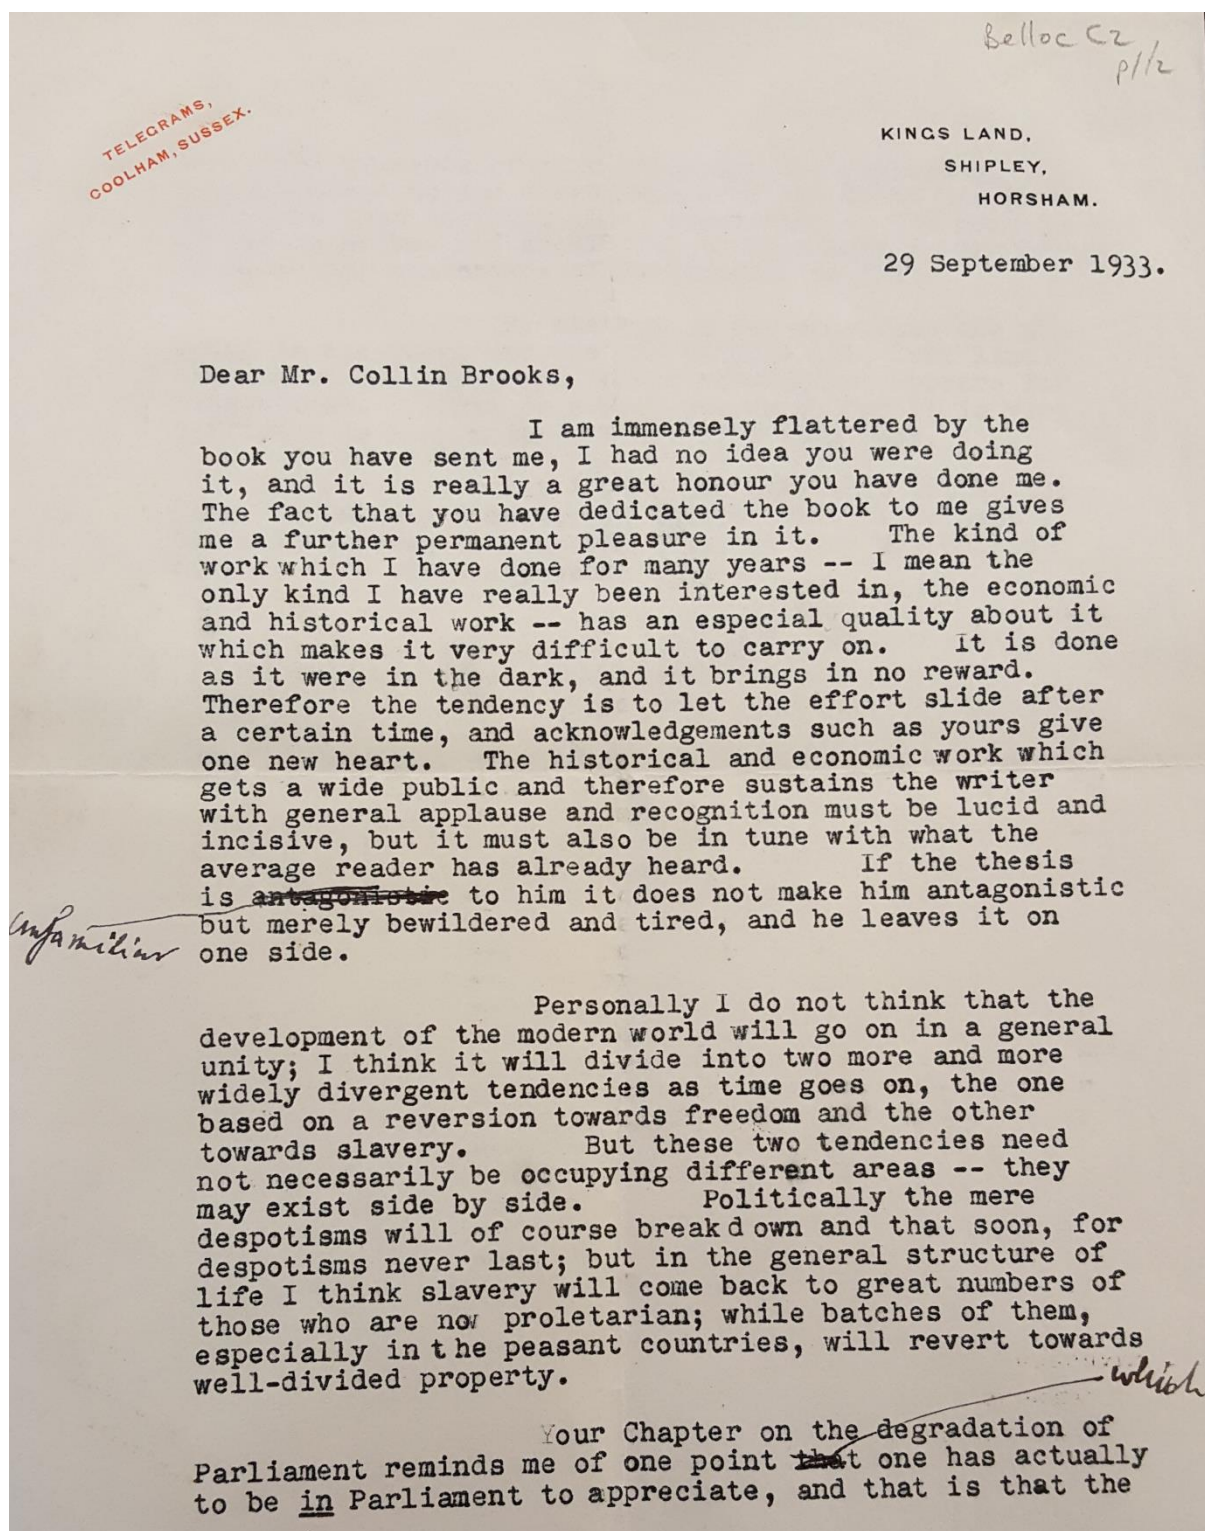 Belloc C2
p1/2
TELEGRAMS,
COOLHAM, SUSSEX.
KINGS LAND,
SHIPLEY,
HORSHAM.
29 September 1933.
Dear Mr. Collin Brooks,
I am immensely flattered by the
book you have sent me, I had no idea you were doing
it, and it is really a great honour you have done me.
The fact that you have dedicated the book to me gives
me a further permanent pleasure in it. The kind of
work which I have done for many years -- I mean the
only kind I have really been interested in, the economic
and historical work -- has an especial quality about it
which makes it very difficult to carry on. It is done
as it were in the dark, and it brings in no reward.
Therefore the tendency is to let the effort slide after
a certain time, and acknowledgements such as yours give
one new heart. The historical and economic work which
gets a wide public and therefore sustains the writer
with general applause and recognition must be lucid and
incisive, but it must also be in tune with what the
average reader has already heard. If the thesis
is antagonistic to him it does not make him antagonistic
unfamiliar
but merely bewildered and tired, and he leaves it on
one side.
Personally I do not think that the
development of the modern world will go on in a general
unity; I think it will divide into two more and more
widely divergent tendencies as time goes on, the one
based on a reversion towards freedom and the other
towards slavery. But these two tendencies need
not necessarily be occupying different areas -- they
may exist side by side. Politically the mere
despotisms will of course break down and that soon, for
despotisms never last; but in the general structure of
life I think slavery will come back to great numbers of
those who are now proletarian; while batches of them,
especially in the peasant countries, will revert towards
well-divided property.
which
Your Chapter on the degradation of
Parliament reminds me of one point that one has actually
to be in Parliament to appreciate, and that is that the